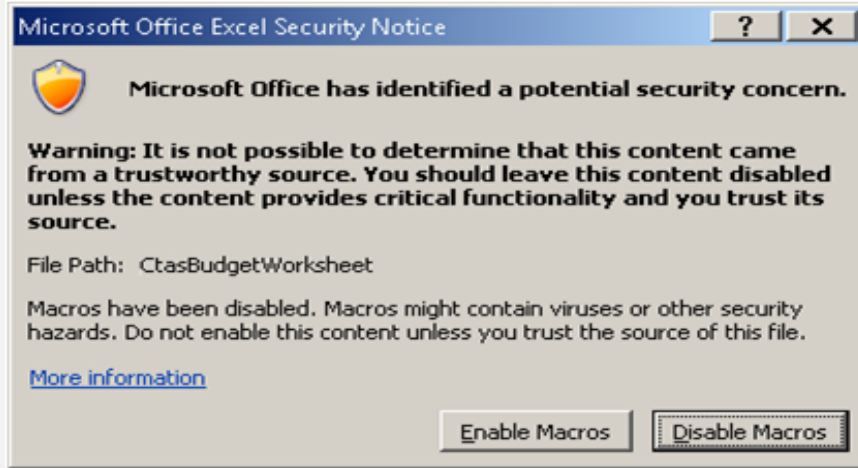 Microsoft Office Excel Security Notice
? X
Microsoft Office has identified a potential security concern.
Warning: It is not possible to determine that this content came
from a trustworthy source. You should leave this content disabled
unless the content provides critical functionality and you trust its
source.
File Path: CtasBudgetWorksheet
Macros have been disabled. Macros might contain viruses or other security
hazards. Do not enable this content unless you trust the source of this file.
More information
Enable Macros Disable Macros